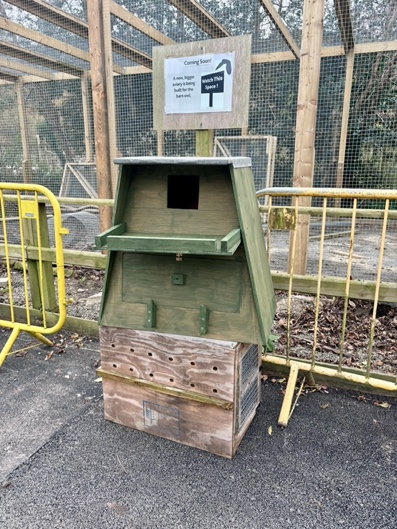 Coming Soon!
A new, bigger
aviary is being
built for the
barn owl.
Watch This
Space !